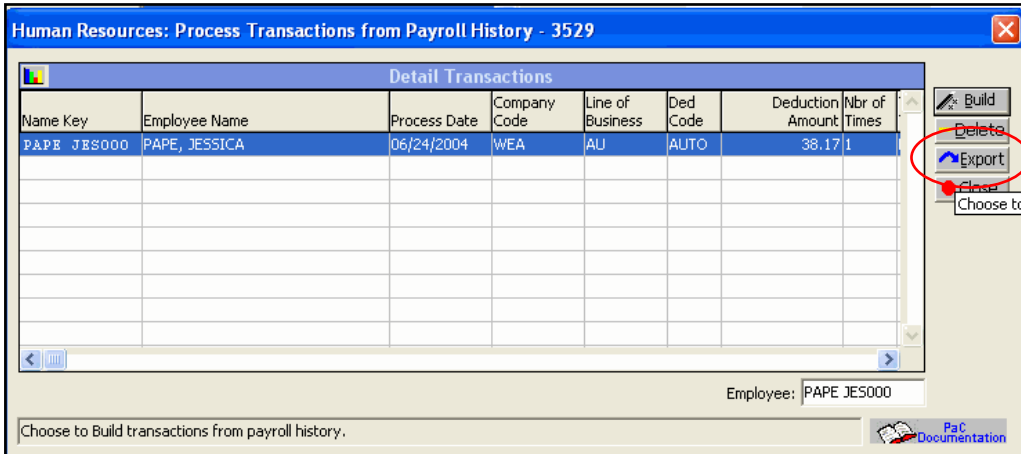 Human Resources: Process Transactions from Payroll History - 3529
Detail Transactions
Name Key Employee Name Process Date Company Code Line of Business Ded Code Deduction Amount Nbr of Times
PAPE JES000 PAPE, JESSICA 06/24/2004 WEA AU AUTO 38.17 1
Build
Delete
Export
Close
Choose to
Employee: PAPE JES000
Choose to Build transactions from payroll history.
PaC
Documentation